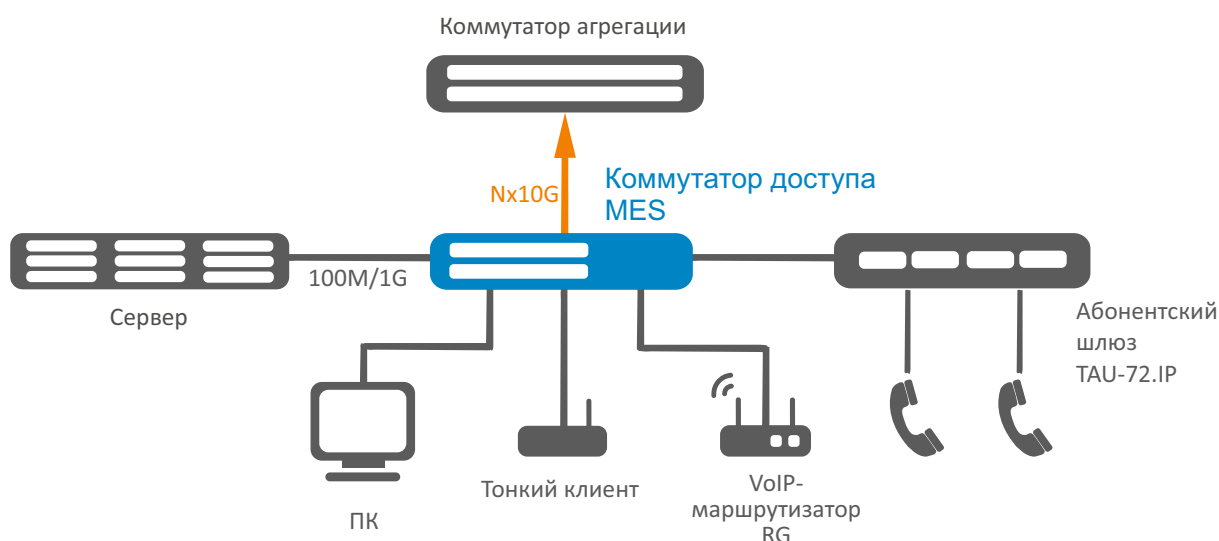 Коммутатор агрегации
Nx10G
Коммутатор доступа
MES
100M/1G
Сервер
Абонентский
шлюз
TAU-72.IP
ПК
Тонкий клиент
VoIP-
маршрутизатор
RG